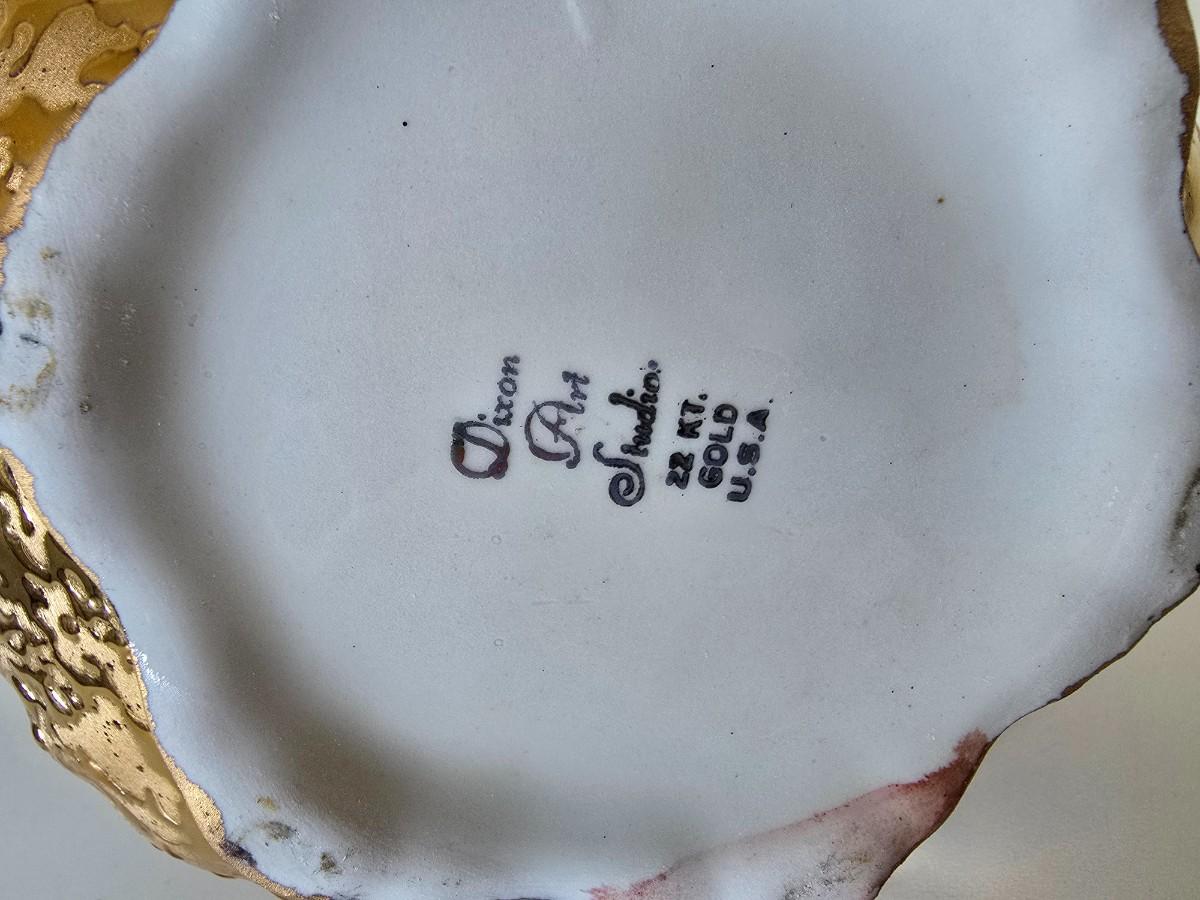 Dixon
Art
Studio.
22 KT.
GOLD
U.S.A.